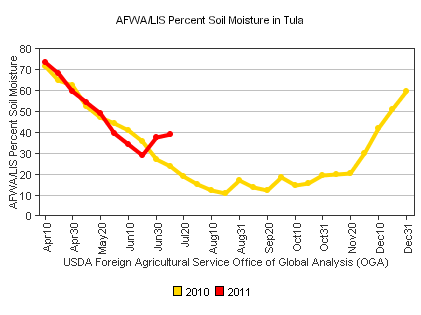 AFWA/LIS Percent Soil Moisture in Tula
AFWA/LIS Percent Soil Moisture
80
70
60
50
40
30
20
10
0
Apr10
Apr30
May20
Jun10
Jun30
Jul20
Aug10
Aug31
Sep20
Oct10
Oct31
Nov20
Dec10
Dec31
USDA Foreign Agricultural Service Office of Global Analysis (OGA)
2010 2011